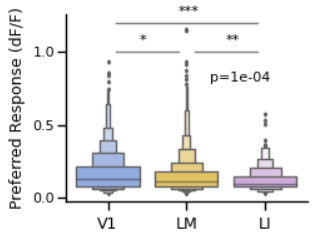 ***
*
**
p=1e-04
Preferred Response (dF/F)
1.0
0.5
0.0
V1
LM
LI